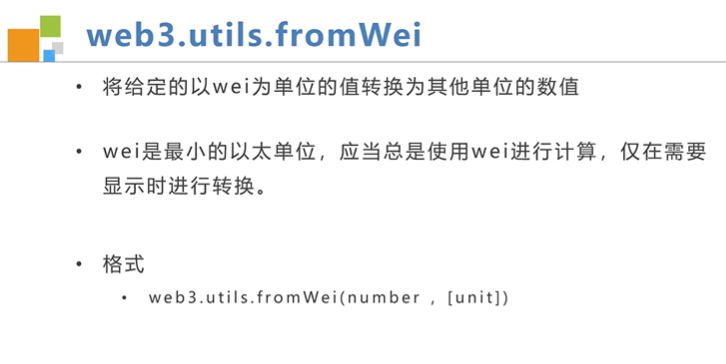 web3.utils.fromWei
• 将给定的以wei为单位的值转换为其他单位的数值
• wei是最小的以太单位，应当总是使用wei进行计算，仅在需要
显示时进行转换。
• 格式
• web3.utils.fromWei(number , [unit])